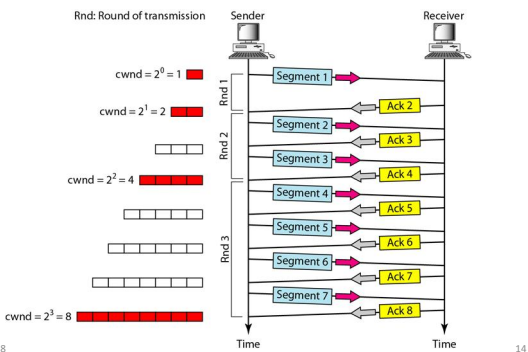 Rnd: Round of transmission
Sender
Receiver
cwnd = 2⁰ = 1
Rnd 1
Segment 1
Ack 2
cwnd = 2¹ = 2
Rnd 2
Segment 2
Ack 3
Segment 3
Ack 4
cwnd = 2² = 4
Rnd 3
Segment 4
Ack 5
Segment 5
Ack 6
Segment 6
Ack 7
Segment 7
Ack 8
cwnd = 2³ = 8
Time
Time
8
14